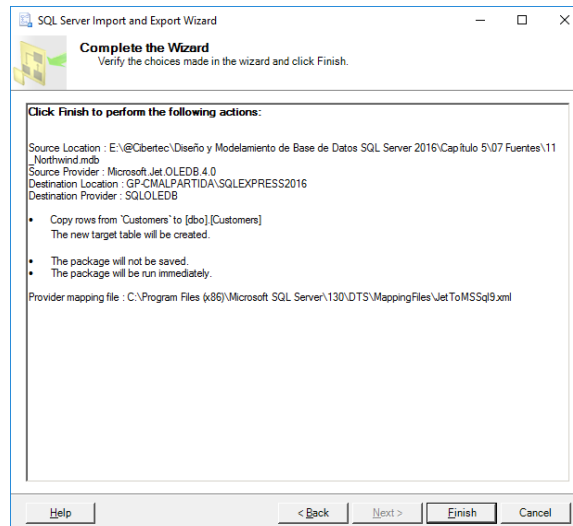 SQL Server Import and Export Wizard
Complete the Wizard
Verify the choices made in the wizard and click Finish.
Click Finish to perform the following actions:
Source Location : E:\@Cibertec\Diseño y Modelamiento de Base de Datos SQL Server 2016\Capítulo 5\07 Fuentes\11
_Northwind.mdb
Source Provider : Microsoft.Jet.OLEDB.4.0
Destination Location : GP-CMALPARTIDA\SQLEXPRESS2016
Destination Provider : SQLOLEDB
• Copy rows from `Customers` to [dbo].[Customers]
The new target table will be created.
• The package will not be saved.
• The package will be run immediately.
Provider mapping file : C:\Program Files (x86)\Microsoft SQL Server\130\DTS\MappingFiles\JetToMSSql9.xml
Help < Back Next > Finish Cancel